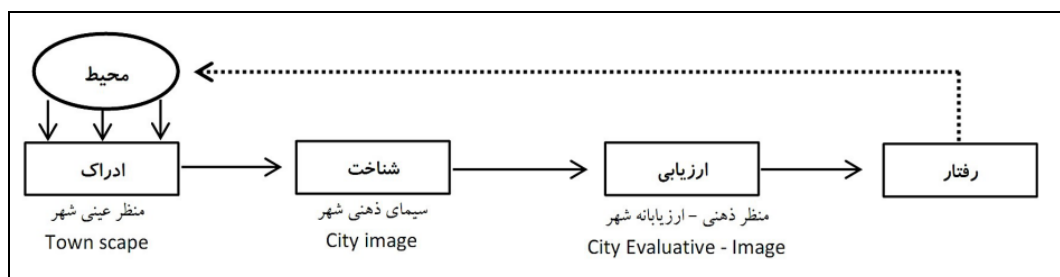 محیط
ادراک
شناخت
ارزیابی
رفتار
منظر عینی شهر
سیمای ذهنی شهر
منظر ذهنی – ارزیابانه شهر
Town scape
City image
City Evaluative - Image